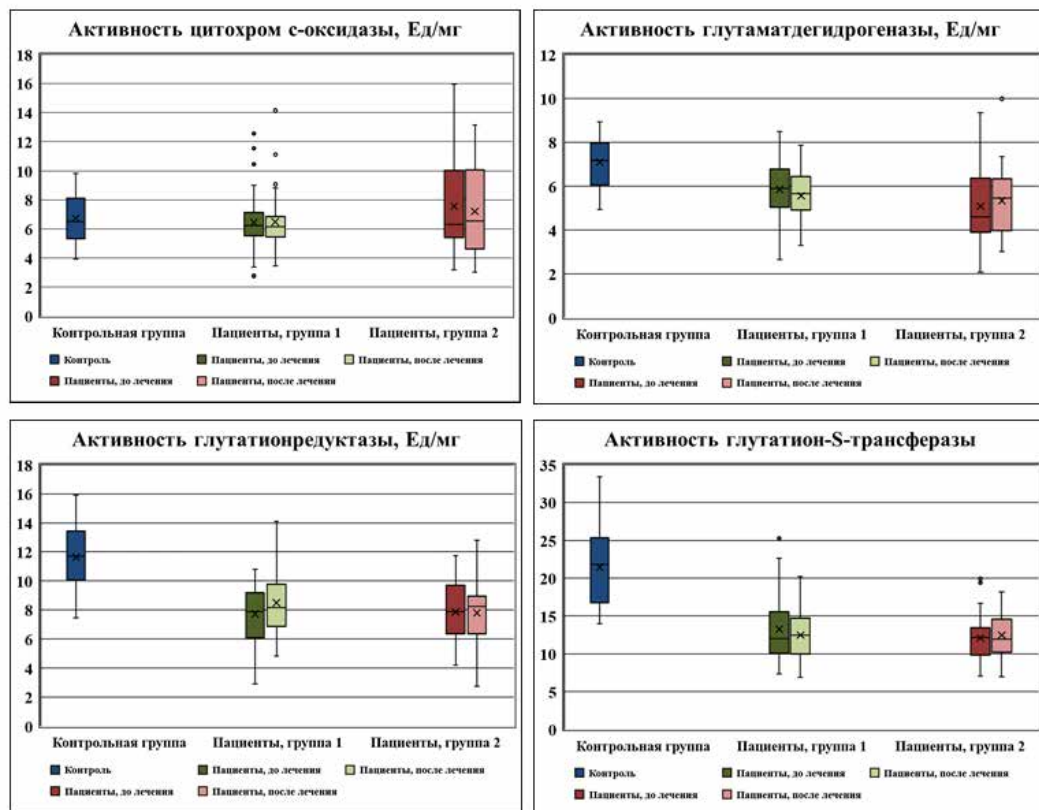 Активность цитохром с-оксидазы, Ед/мг
18
16
14
12
10
8
6
4
2
0
Контрольная группа Пациенты, группа 1 Пациенты, группа 2
Контроль Пациенты, до лечения Пациенты, после лечения
Пациенты, до лечения Пациенты, после лечения
Активность глутаматдегидрогеназы, Ед/мг
12
10
8
6
4
2
0
Контрольная группа Пациенты, группа 1 Пациенты, группа 2
Контроль Пациенты, до лечения Пациенты, после лечения
Пациенты, до лечения Пациенты, после лечения
Активность глутатионредуктазы, Ед/мг
18
16
14
12
10
8
6
4
2
0
Контрольная группа Пациенты, группа 1 Пациенты, группа 2
Контроль Пациенты, до лечения Пациенты, после лечения
Пациенты, до лечения Пациенты, после лечения
Активность глутатион-S-трансферазы
35
30
25
20
15
10
5
0
Контрольная группа Пациенты, группа 1 Пациенты, группа 2
Контроль Пациенты, до лечения Пациенты, после лечения
Пациенты, до лечения Пациенты, после лечения